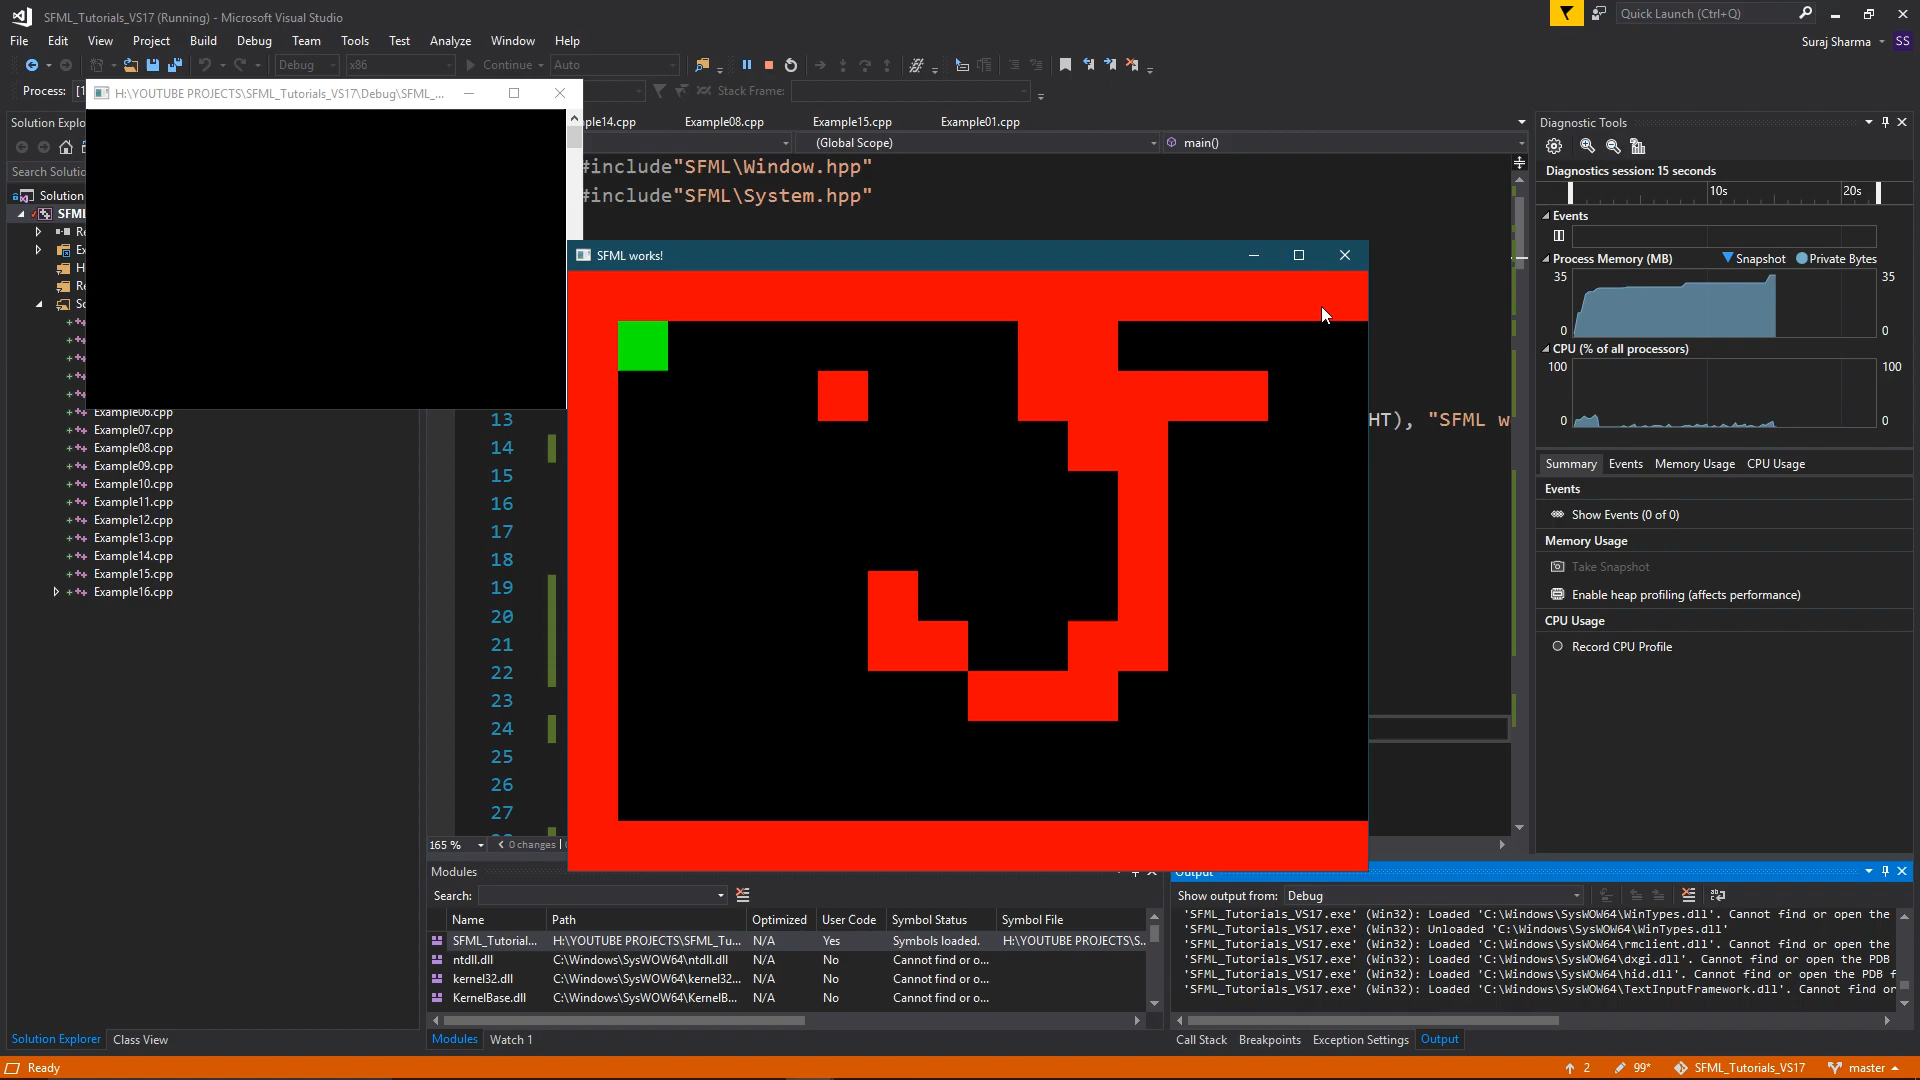 SFML_Tutorials_VS17 (Running) - Microsoft Visual Studio
Quick Launch (Ctrl+Q)
File Edit View Project Build Debug Team Tools Test Analyze Window Help
Suraj Sharma
SS
Debug x86 Continue Auto
Process:
H:\YOUTUBE PROJECTS\SFML_Tutorials_VS17\Debug\SFML_...
Stack Frame:
Solution Explo
ple14.cpp Example08.cpp Example15.cpp Example01.cpp
(Global Scope) main()
Search Solutio
Solution
SFML
Re
Ex
H
Re
So
Example06.cpp
Example07.cpp
Example08.cpp
Example09.cpp
Example10.cpp
Example11.cpp
Example12.cpp
Example13.cpp
Example14.cpp
Example15.cpp
Example16.cpp
#include"SFML\Window.hpp"
#include"SFML\System.hpp"
SFML works!
13 HT), "SFML w
14
15
16
17
18
19
20
21
22
23
24
25
26
27
165 % 0 changes
Diagnostic Tools
Diagnostics session: 15 seconds
10s 20s
Events
Process Memory (MB) Snapshot Private Bytes
35 35
0 0
CPU (% of all processors)
100 100
0 0
Summary Events Memory Usage CPU Usage
Events
Show Events (0 of 0)
Memory Usage
Take Snapshot
Enable heap profiling (affects performance)
CPU Usage
Record CPU Profile
Modules
Search:
Name Path Optimized User Code Symbol Status Symbol File
SFML_Tutorial... H:\YOUTUBE PROJECTS\SFML_Tu... N/A Yes Symbols loaded. H:\YOUTUBE PROJECTS\S...
ntdll.dll C:\Windows\SysWOW64\ntdll.dll N/A No Cannot find or o...
kernel32.dll C:\Windows\SysWOW64\kernel32... N/A No Cannot find or o...
KernelBase.dll C:\Windows\SysWOW64\KernelB... N/A No Cannot find or o...
Output
Show output from: Debug
'SFML_Tutorials_VS17.exe' (Win32): Loaded 'C:\Windows\SysWOW64\WinTypes.dll'. Cannot find or open the
'SFML_Tutorials_VS17.exe' (Win32): Unloaded 'C:\Windows\SysWOW64\WinTypes.dll'
'SFML_Tutorials_VS17.exe' (Win32): Loaded 'C:\Windows\SysWOW64\rmclient.dll'. Cannot find or open the
'SFML_Tutorials_VS17.exe' (Win32): Loaded 'C:\Windows\SysWOW64\dxgi.dll'. Cannot find or open the PDB
'SFML_Tutorials_VS17.exe' (Win32): Loaded 'C:\Windows\SysWOW64\hid.dll'. Cannot find or open the PDB f
'SFML_Tutorials_VS17.exe' (Win32): Loaded 'C:\Windows\SysWOW64\TextInputFramework.dll'. Cannot find or
Solution Explorer Class View
Modules Watch 1
Call Stack Breakpoints Exception Settings Output
Ready
2 99* SFML_Tutorials_VS17 master